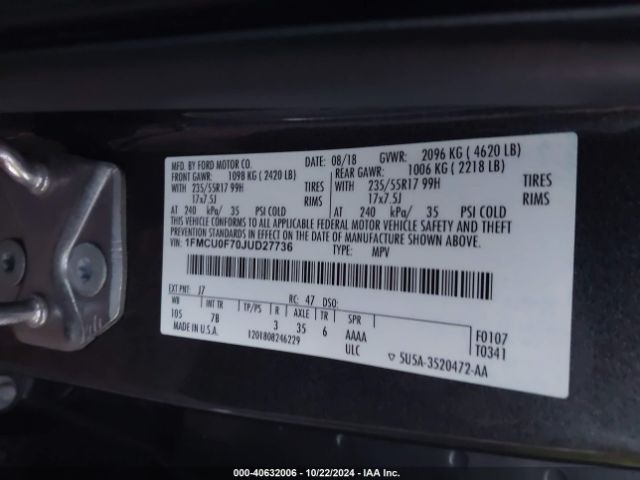 MFD. BY FORD MOTOR CO.
DATE: 08/18 GVWR: 2096 KG ( 4620 LB)
FRONT GAWR: 1098 KG ( 2420 LB)
REAR GAWR: 1006 KG ( 2218 LB)
WITH 235/55R17 99H TIRES
WITH 235/55R17 99H TIRES
17x7.5J RIMS
17x7.5J RIMS
AT 240 kPa/ 35 PSI COLD
AT 240 kPa/ 35 PSI COLD
THIS VEHICLE CONFORMS TO ALL APPLICABLE FEDERAL MOTOR VEHICLE SAFETY AND THEFT
PREVENTION STANDARDS IN EFFECT ON THE DATE OF MANUFACTURE SHOWN ABOVE.
VIN: 1FMCU0F70JUD27736
TYPE: MPV
EXT PNT: J7 RC: 47 DSO:
WB INT TR TP/PS R AXLE TR SPR
105 7B 3 35 6 AAAA
F0107
MADE IN U.S.A. 1201808246229 ULC
T0341
▽ 5U5A-3520472-AA
000-40632006 - 10/22/2024 - IAA Inc.